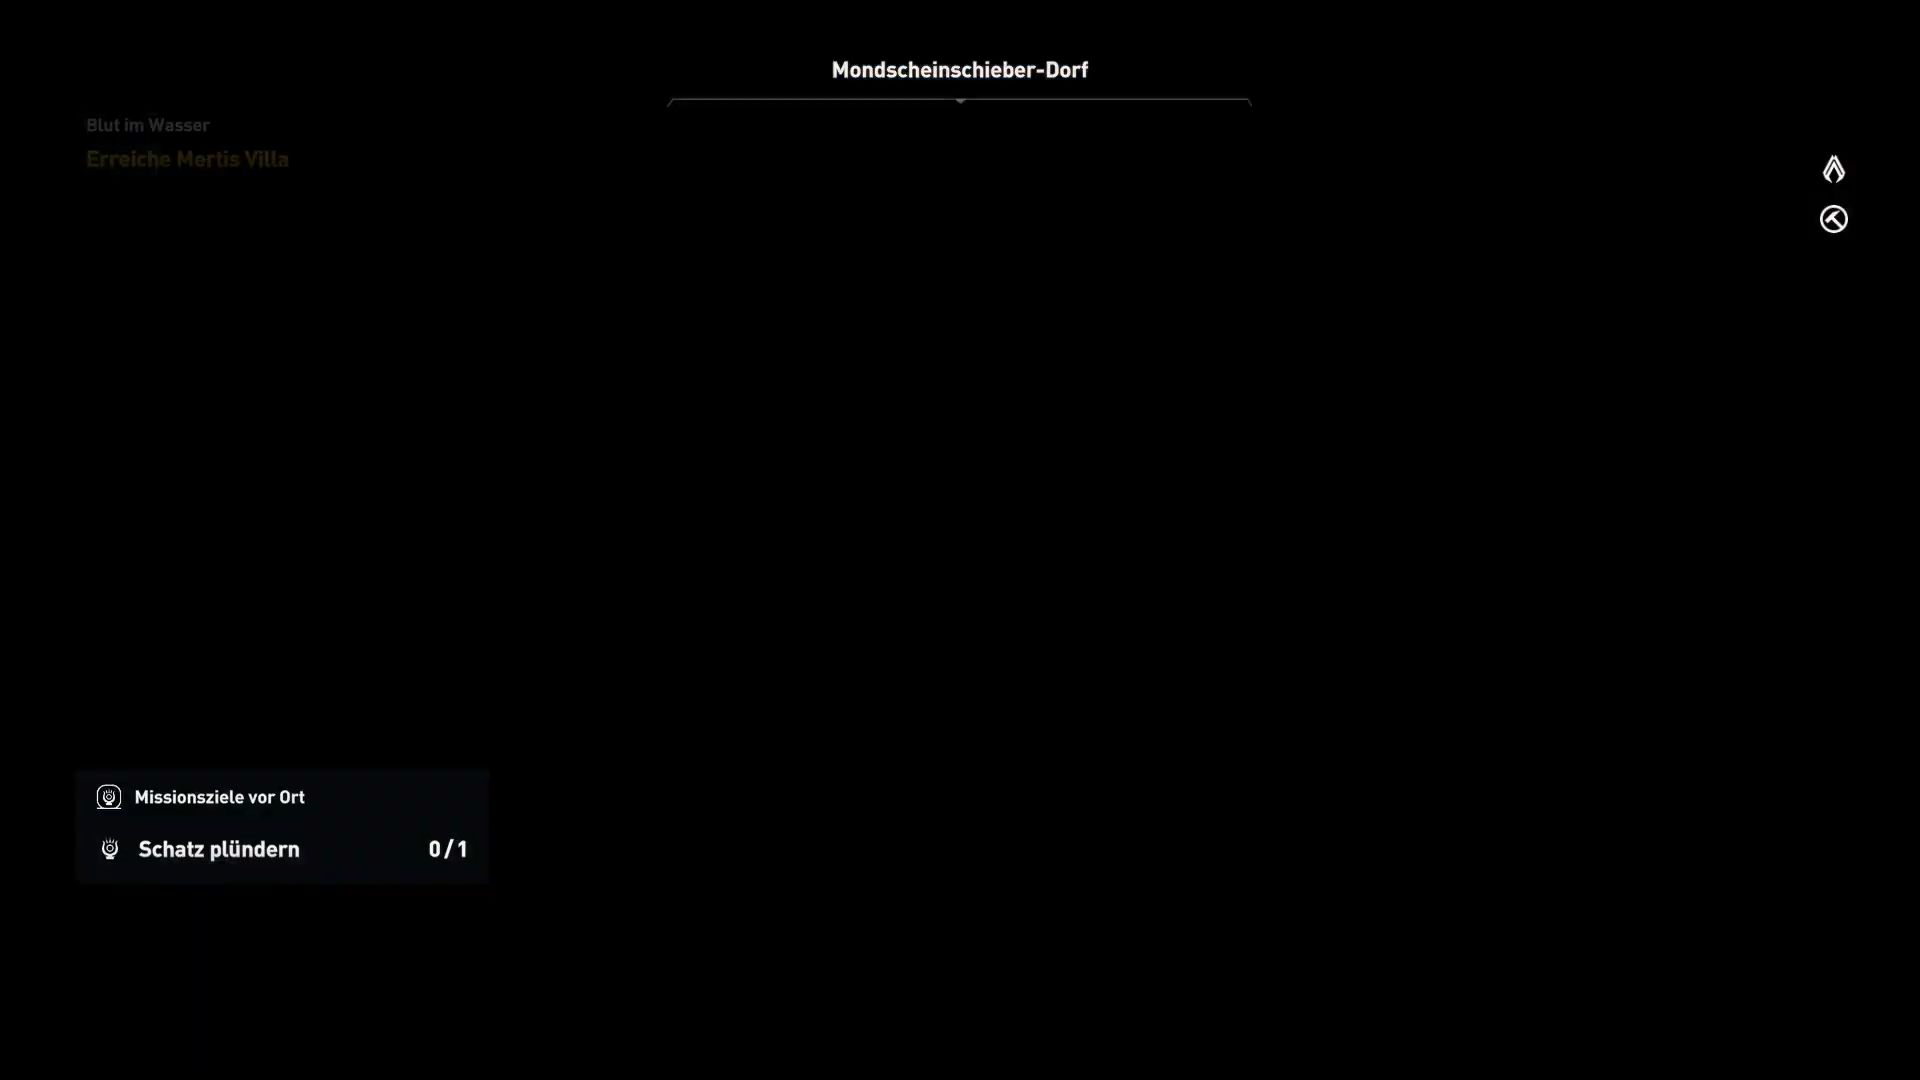 Mondscheinschieber-Dorf
Blut im Wasser
Erreiche Mertis Villa
Missionsziele vor Ort
Schatz plündern 0/1